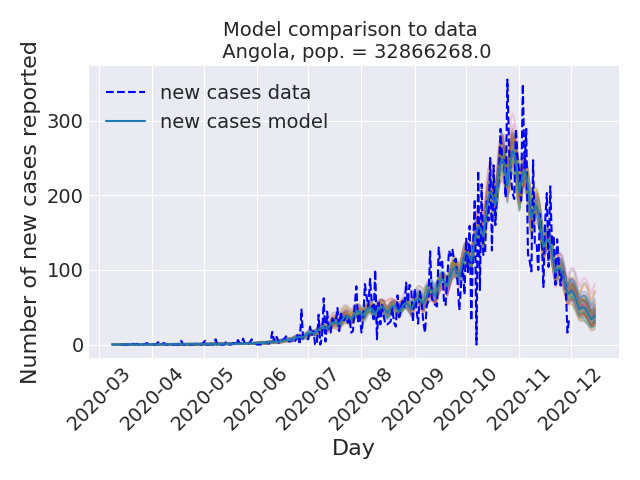 Model comparison to data
Angola, pop. = 32866268.0
Number of new cases reported
new cases data
new cases model
300
200
100
0
2020-03
2020-04
2020-05
2020-06
2020-07
2020-08
2020-09
2020-10
2020-11
2020-12
Day